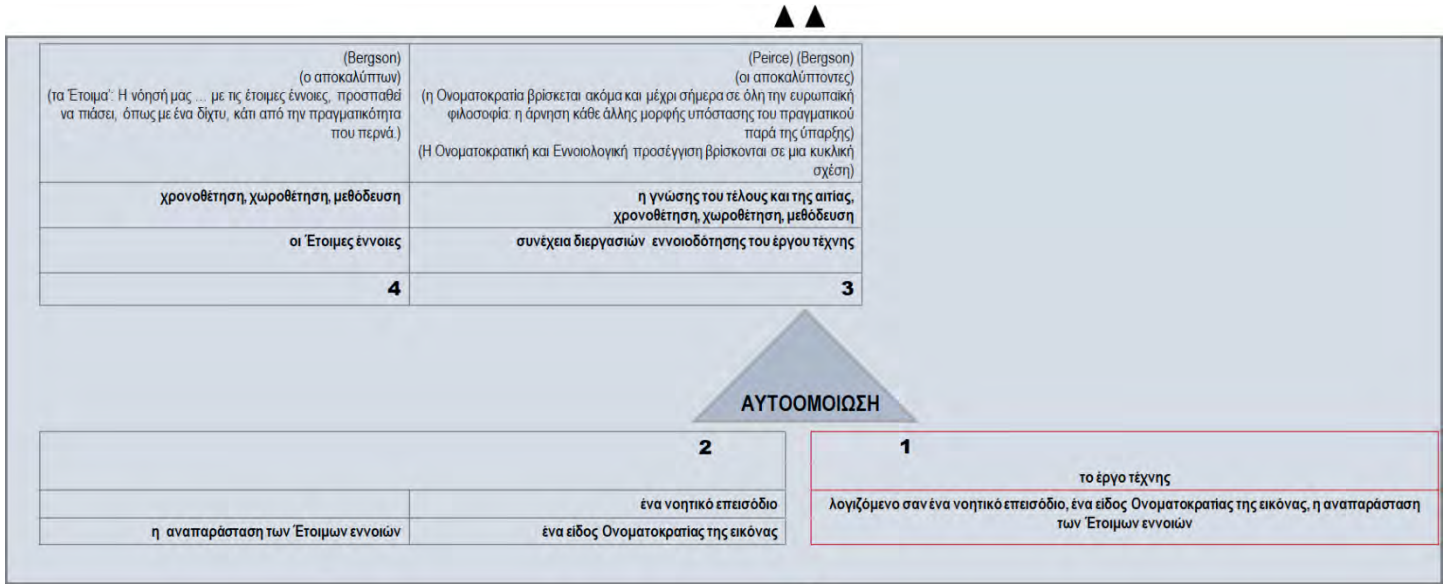 (Bergson)
(ο αποκαλύπτων)
(τα Έτοιμα': Η νόησή μας ... με τις έτοιμες έννοιες, προσπαθεί
να πιάσει, όπως με ένα δίχτυ, κάτι από την πραγματικότητα
που περνά.)
(Peirce) (Bergson)
(οι αποκαλύπτοντες)
(η Ονοματοκρατία βρίσκεται ακόμα και μέχρι σήμερα σε όλη την ευρωπαϊκή
φιλοσοφία: η άρνηση κάθε άλλης μορφής υπόστασης του πραγματικού
παρά της ύπαρξης)
(Η Ονοματοκρατική και Εννοιολογική προσέγγιση βρίσκονται σε μια κυκλική
σχέση)
χρονοθέτηση, χωροθέτηση, μεθόδευση
η γνώσης του τέλους και της αιτίας,
χρονοθέτηση, χωροθέτηση, μεθόδευση
οι Έτοιμες έννοιες
συνέχεια διεργασιών εννοιοδότησης του έργου τέχνης
4
3
ΑΥΤΟΟΜΟΙΩΣΗ
2
1
το έργο τέχνης
ένα νοητικό επεισόδιο
λογιζόμενο σαν ένα νοητικό επεισόδιο, ένα είδος Ονοματοκρατίας της εικόνας, η αναπαράσταση
των Έτοιμων εννοιών
η αναπαράσταση των Έτοιμων εννοιών
ένα είδος Ονοματοκρατίας της εικόνας